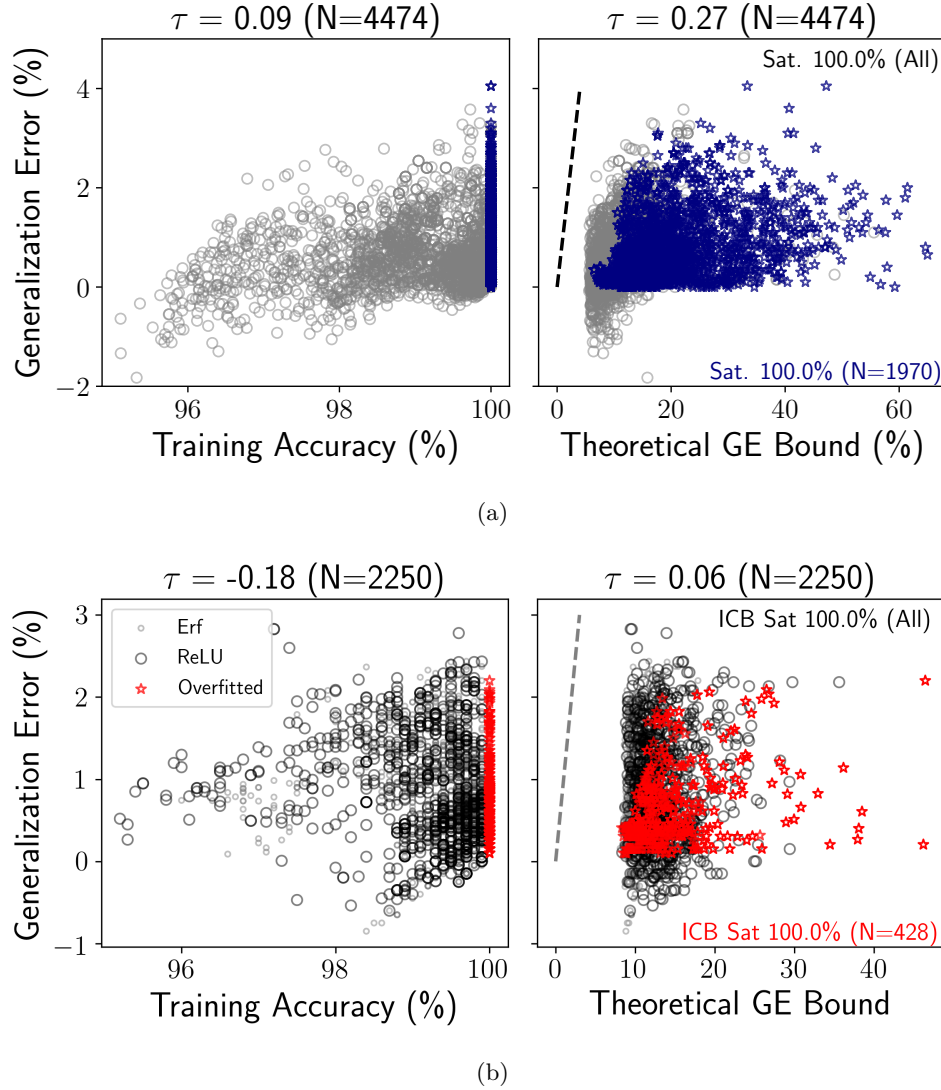 τ = 0.09 (N=4474)
τ = 0.27 (N=4474)
Generalization Error (%)
4
2
0
−2
96
98
100
Training Accuracy (%)
Sat. 100.0% (All)
Sat. 100.0% (N=1970)
0
20
40
60
Theoretical GE Bound (%)
(a)
τ = -0.18 (N=2250)
τ = 0.06 (N=2250)
Generalization Error (%)
3
2
1
0
−1
Erf
ReLU
Overfitted
96
98
100
Training Accuracy (%)
ICB Sat 100.0% (All)
ICB Sat 100.0% (N=428)
0
10
20
30
40
Theoretical GE Bound
(b)